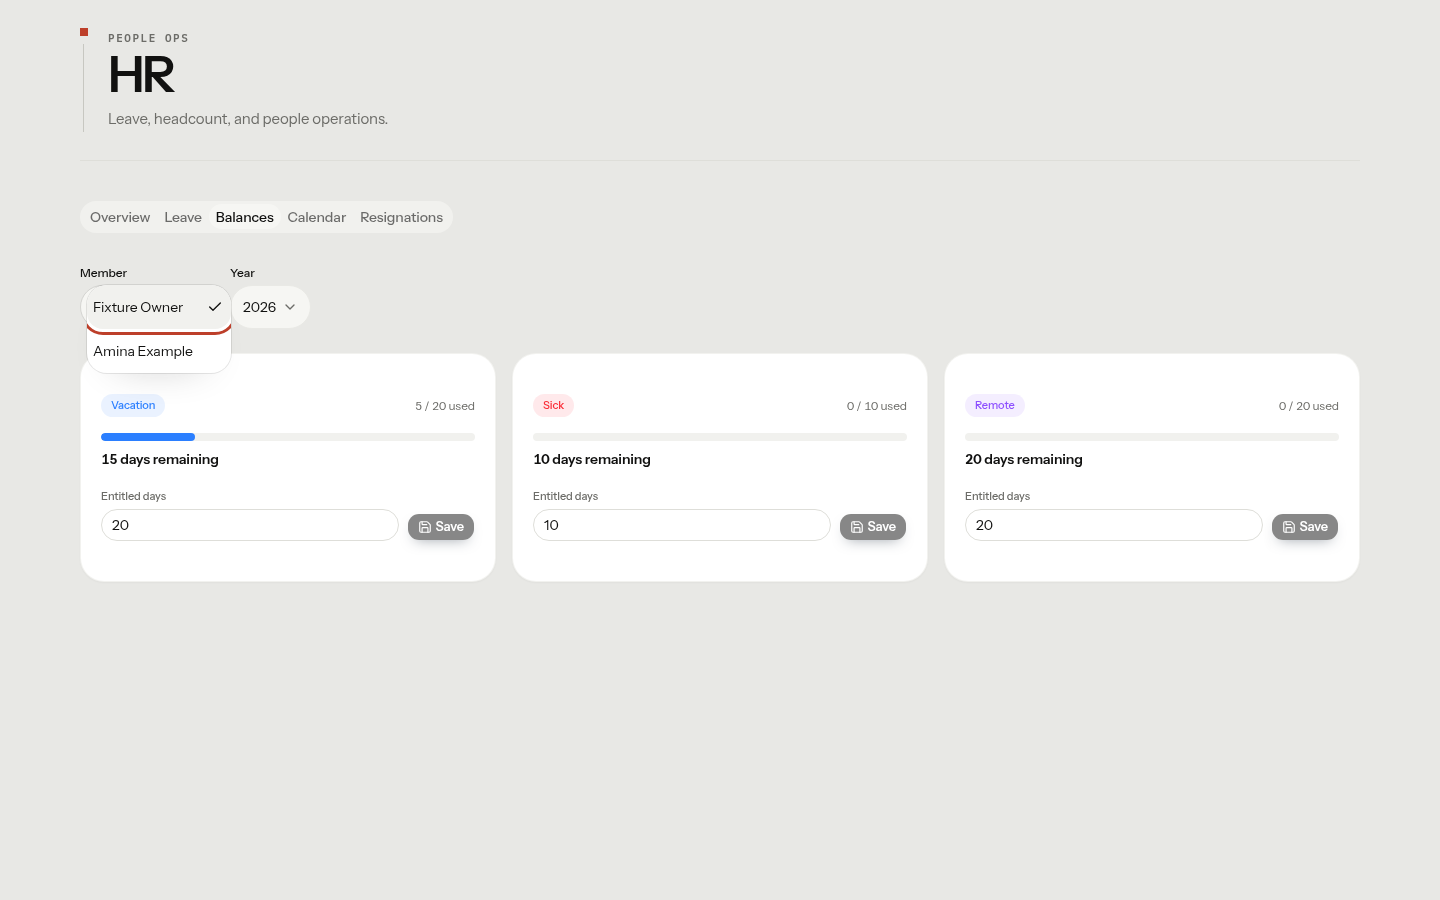 PEOPLE OPS
HR
Leave, headcount, and people operations.
Overview Leave Balances Calendar Resignations
Member Year
Fixture Owner 2026
Amina Example
Vacation 5 / 20 used
15 days remaining
Entitled days
20 Save
Sick 0 / 10 used
10 days remaining
Entitled days
10 Save
Remote 0 / 20 used
20 days remaining
Entitled days
20 Save